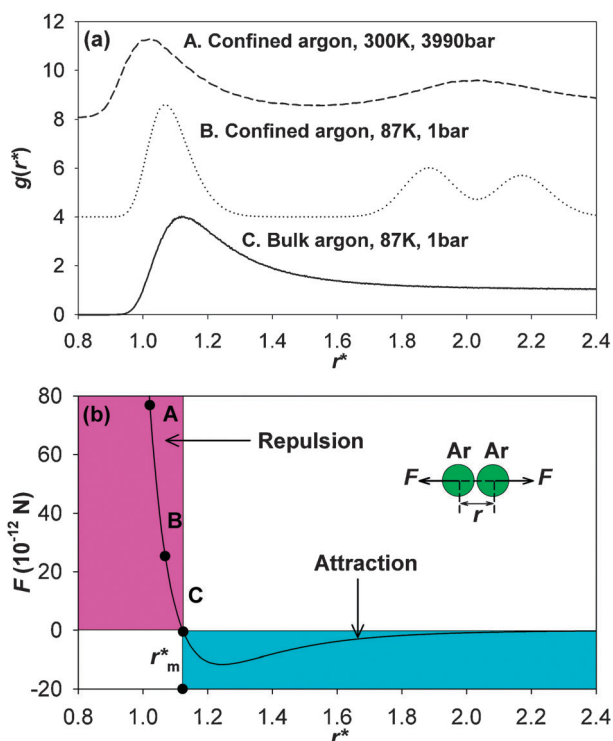 (a)
A. Confined argon, 300K, 3990bar
B. Confined argon, 87K, 1bar
C. Bulk argon, 87K, 1bar
g(r*)
12
10
8
6
4
2
0
0.8 1.0 1.2 1.4 1.6 1.8 2.0 2.2 2.4
r*
(b)
A
Repulsion
Ar Ar
F F
r
B
Attraction
C
r*m
F (10-12 N)
80
60
40
20
0
-20
0.8 1.0 1.2 1.4 1.6 1.8 2.0 2.2 2.4
r*